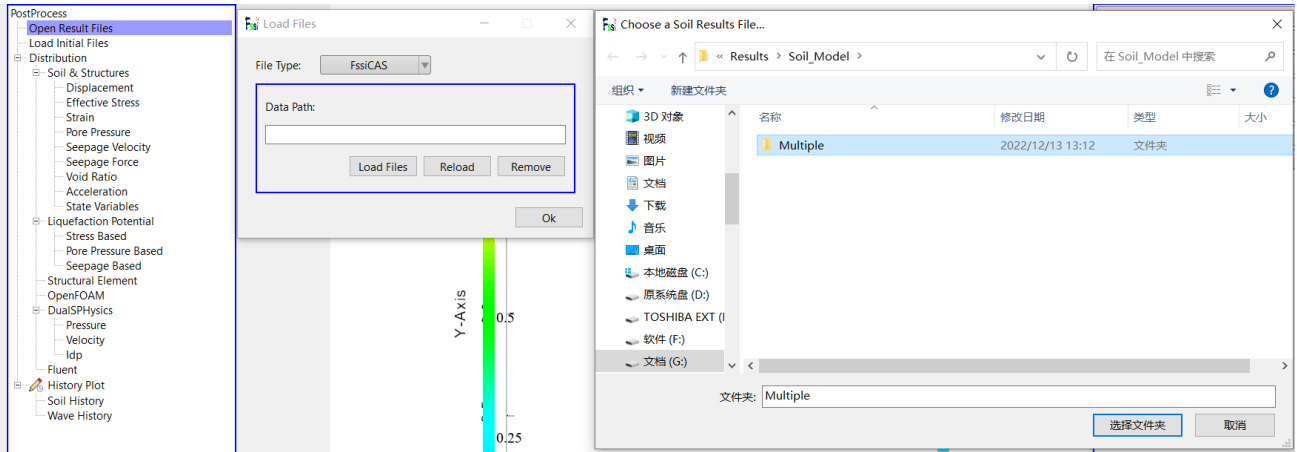 PostProcess
Open Result Files
Load Initial Files
Distribution
Soil & Structures
Displacement
Effective Stress
Strain
Pore Pressure
Seepage Velocity
Seepage Force
Void Ratio
Acceleration
State Variables
Liquefaction Potential
Stress Based
Pore Pressure Based
Seepage Based
Structural Element
OpenFOAM
DualSPHysics
Pressure
Velocity
Idp
Fluent
History Plot
Soil History
Wave History
Load Files
File Type: FssiCAS
Data Path:
Load Files Reload Remove
Ok
Y-Axis
0.5
0.25
Choose a Soil Results File...
« Results > Soil_Model >
在 Soil_Model 中搜索
组织 新建文件夹
3D 对象
视频
图片
文档
下载
音乐
桌面
本地磁盘 (C:)
原系统盘 (D:)
TOSHIBA EXT (
软件 (F:)
文档 (G:)
名称 修改日期 类型 大小
Multiple 2022/12/13 13:12 文件夹
文件夹: Multiple
选择文件夹 取消